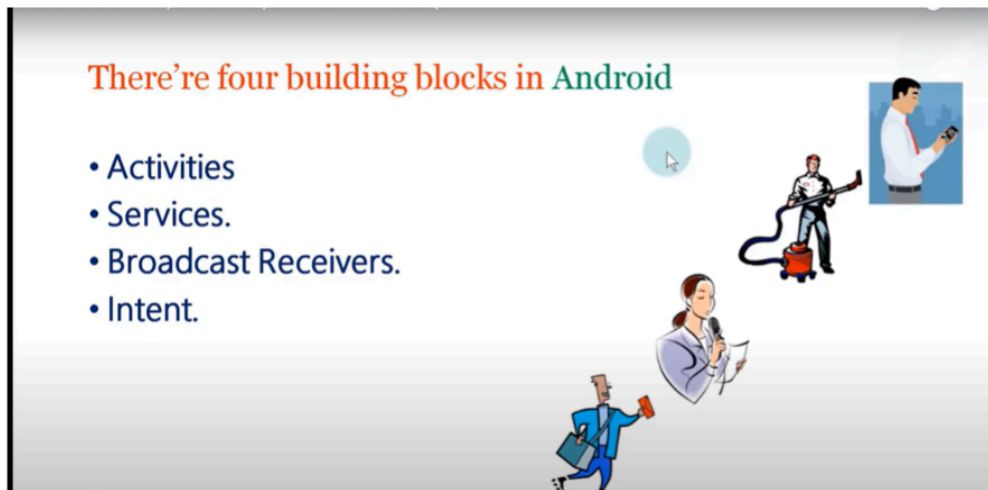 There're four building blocks in Android
• Activities
• Services.
• Broadcast Receivers.
• Intent.